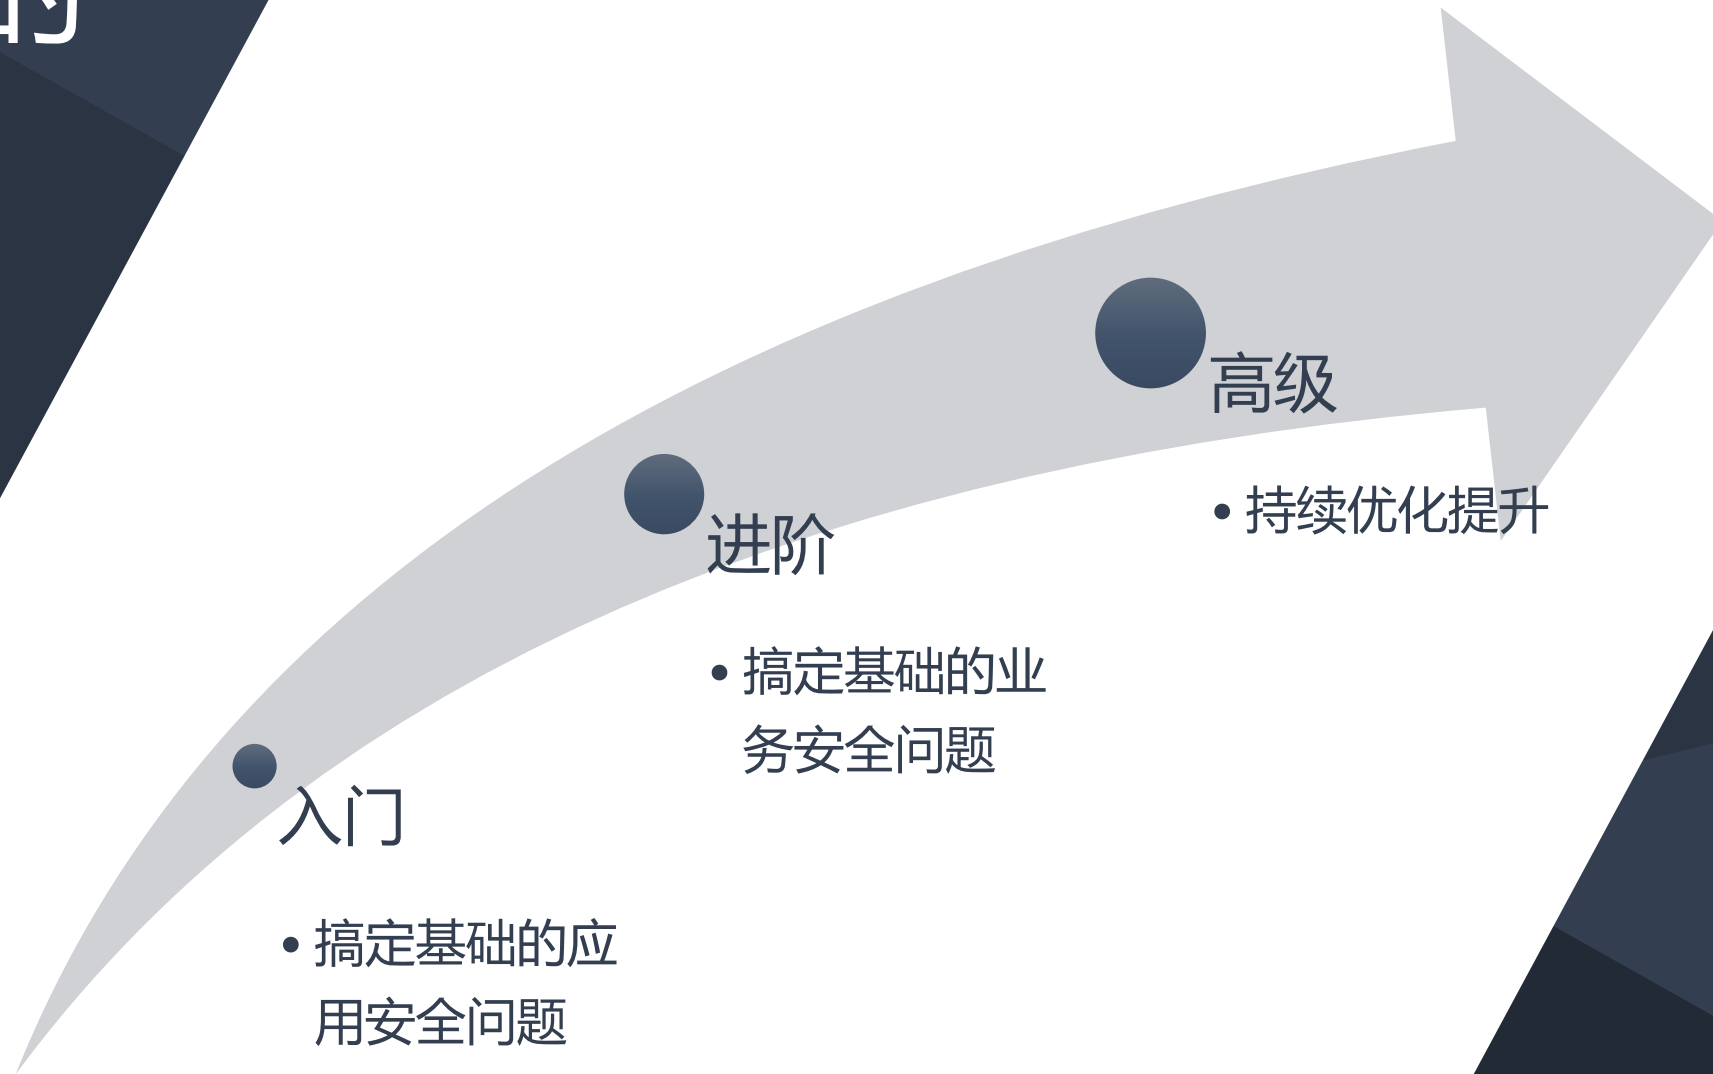 的
高级
• 持续优化提升
进阶
• 搞定基础的业
务安全问题
入门
• 搞定基础的应
用安全问题